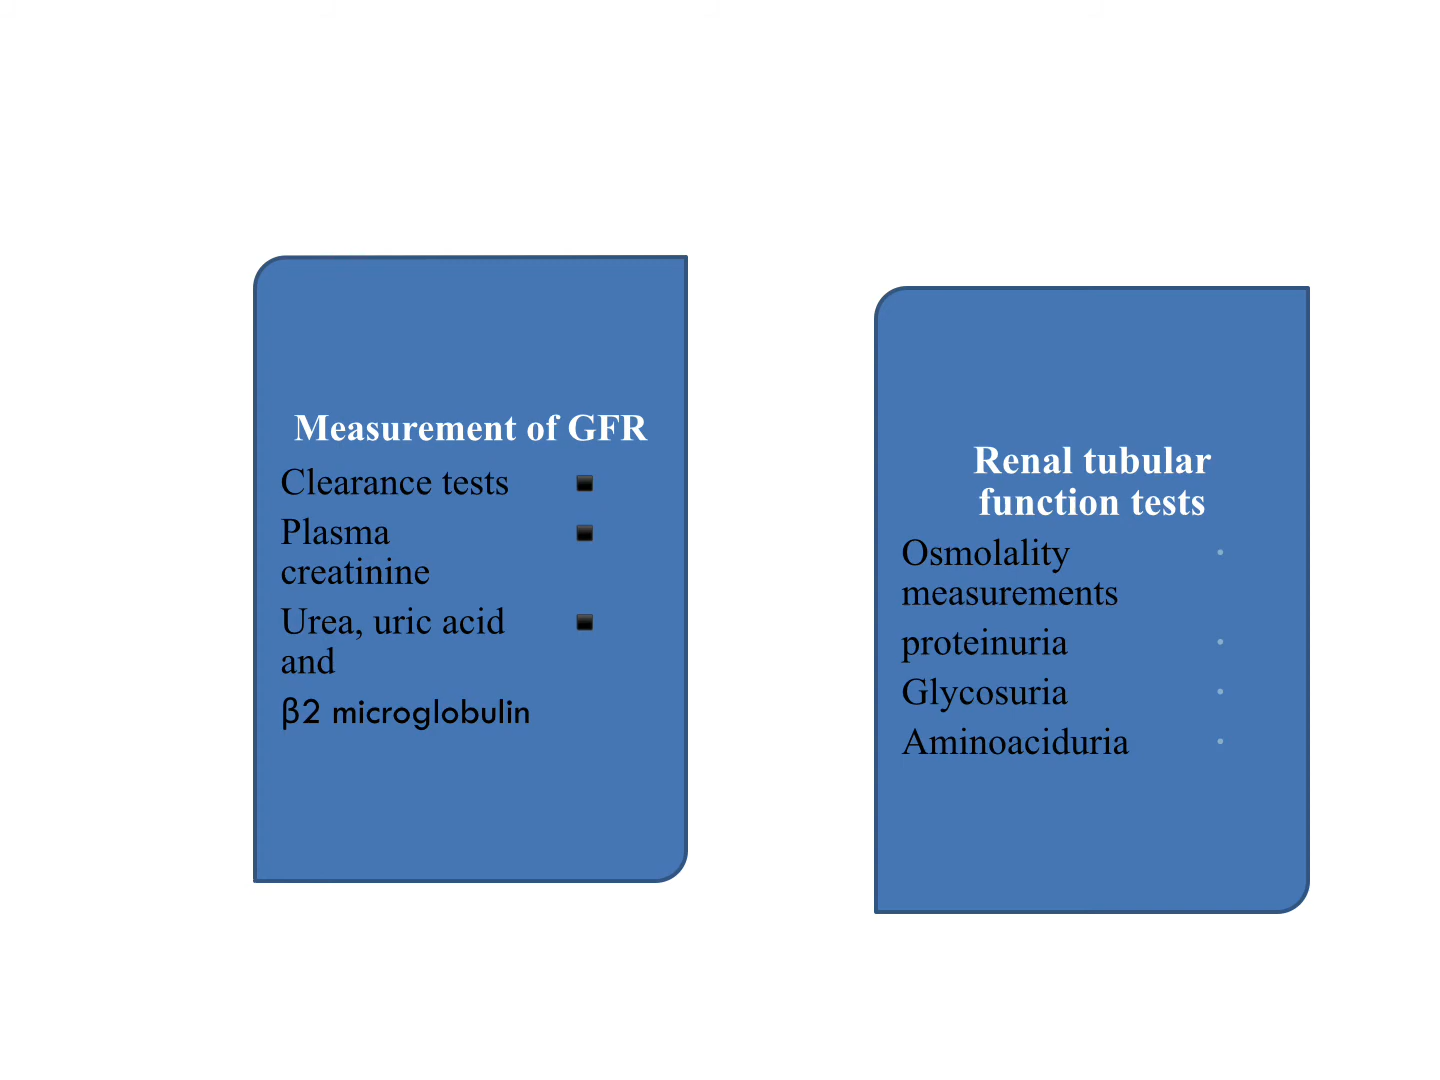 Measurement of GFR
Clearance tests
Plasma
creatinine
Urea, uric acid
and
β2 microglobulin
Renal tubular
function tests
Osmolality
measurements
proteinuria
Glycosuria
Aminoaciduria